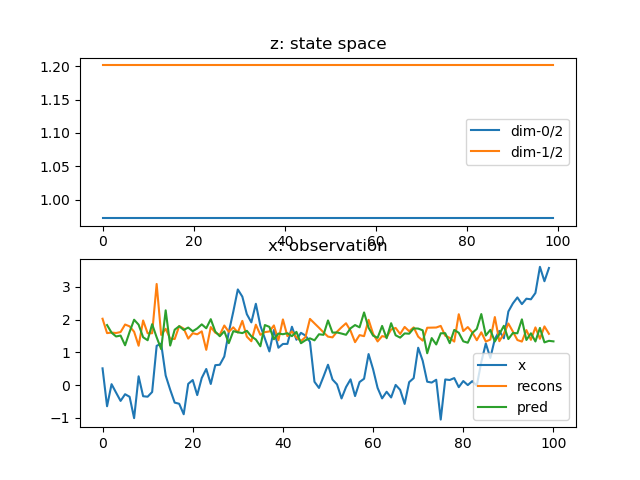 z: state space
1.20
1.15
1.10
1.05
1.00
dim-0/2
dim-1/2
0 20 40 60 80 100
x: observation
3
2
1
0
−1
x
recons
pred
0 20 40 60 80 100